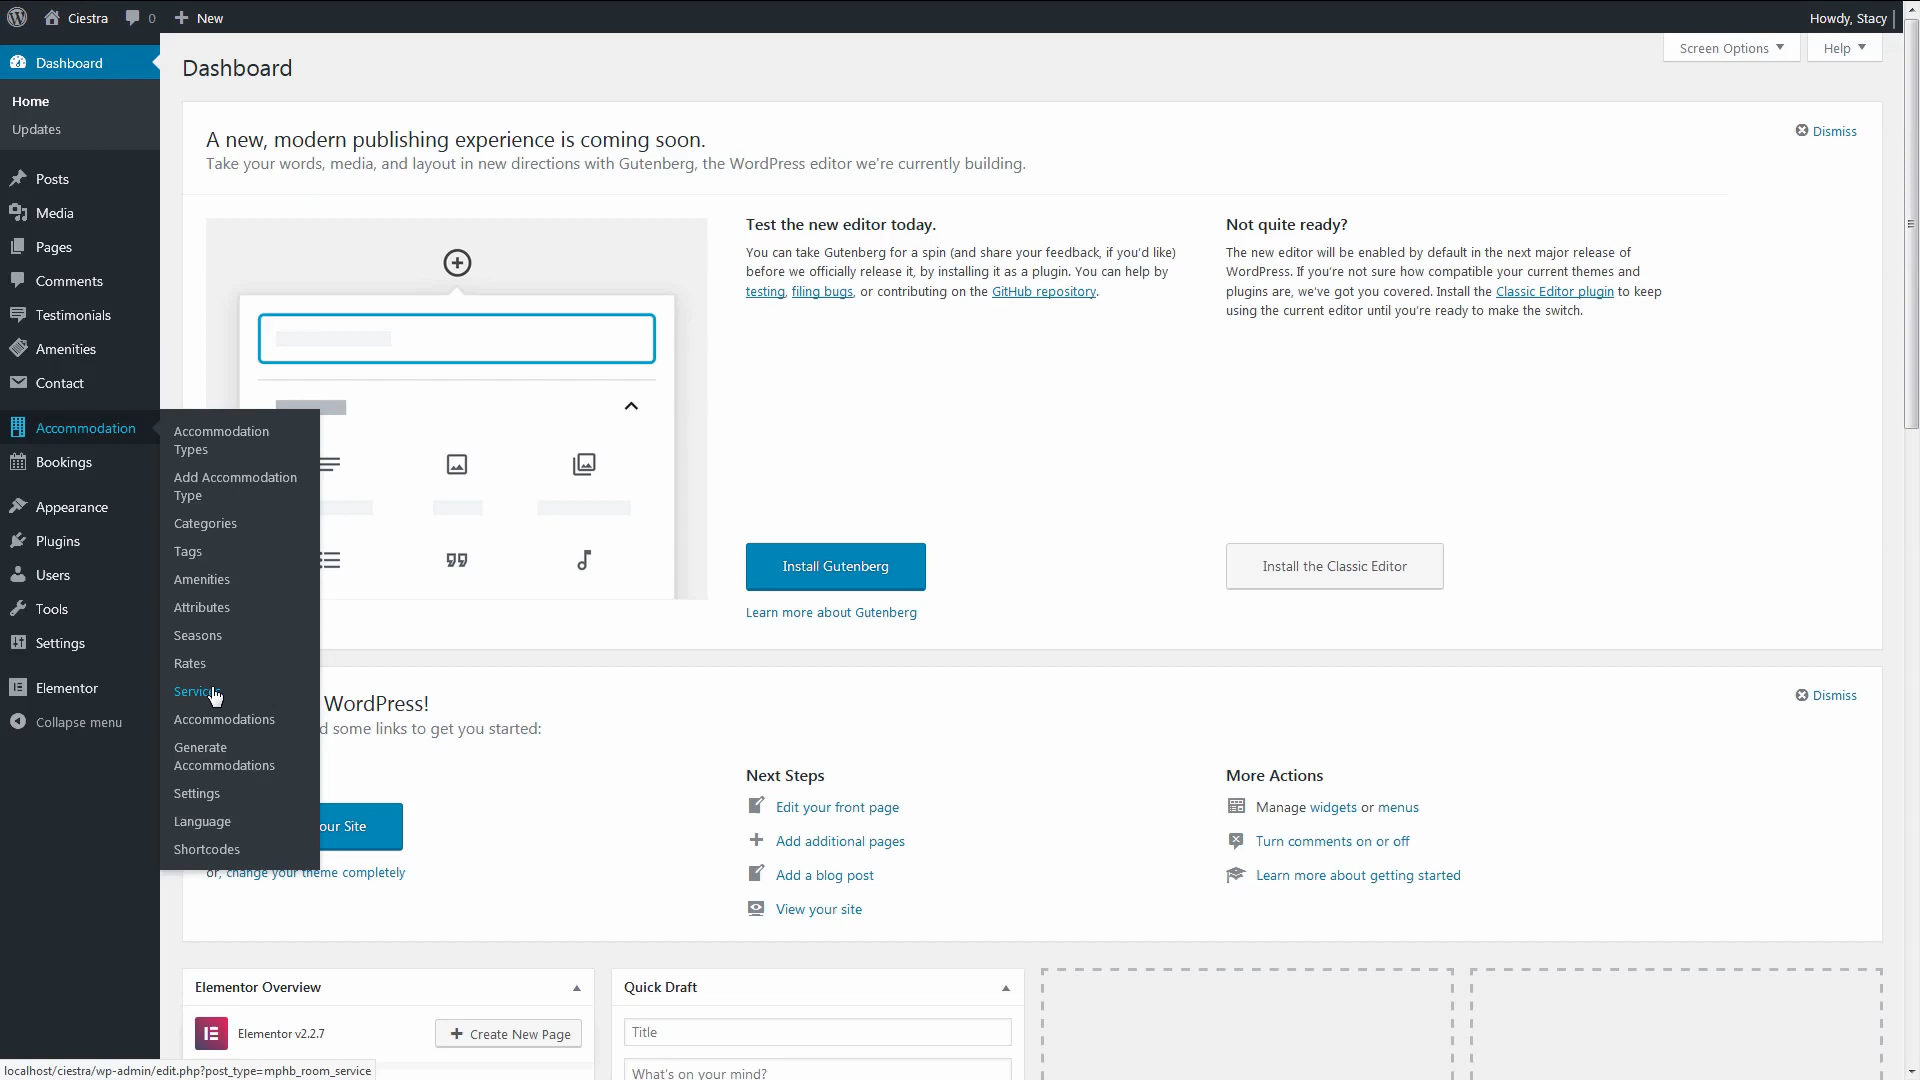 Ciestra
0
New
Howdy, Stacy
Dashboard
Home
Updates
Posts
Media
Pages
Comments
Testimonials
Amenities
Contact
Accommodation
Bookings
Appearance
Plugins
Users
Tools
Settings
Elementor
Collapse menu
Accommodation
Types
Add Accommodation
Type
Categories
Tags
Amenities
Attributes
Seasons
Rates
Services
Accommodations
Generate
Accommodations
Settings
Language
Shortcodes
Screen Options
Help
Dashboard
A new, modern publishing experience is coming soon.
Take your words, media, and layout in new directions with Gutenberg, the WordPress editor we're currently building.
Dismiss
Test the new editor today.
You can take Gutenberg for a spin (and share your feedback, if you'd like)
before we officially release it, by installing it as a plugin. You can help by
testing, filing bugs, or contributing on the GitHub repository.
Install Gutenberg
Learn more about Gutenberg
Not quite ready?
The new editor will be enabled by default in the next major release of
WordPress. If you're not sure how compatible your current themes and
plugins are, we've got you covered. Install the Classic Editor plugin to keep
using the current editor until you're ready to make the switch.
Install the Classic Editor
WordPress!
d some links to get you started:
Dismiss
our Site
or, change your theme completely
Next Steps
Edit your front page
Add additional pages
Add a blog post
View your site
More Actions
Manage widgets or menus
Turn comments on or off
Learn more about getting started
Elementor Overview
Elementor v2.2.7
Create New Page
Quick Draft
Title
What's on your mind?
localhost/ciestra/wp-admin/edit.php?post_type=mphb_room_service